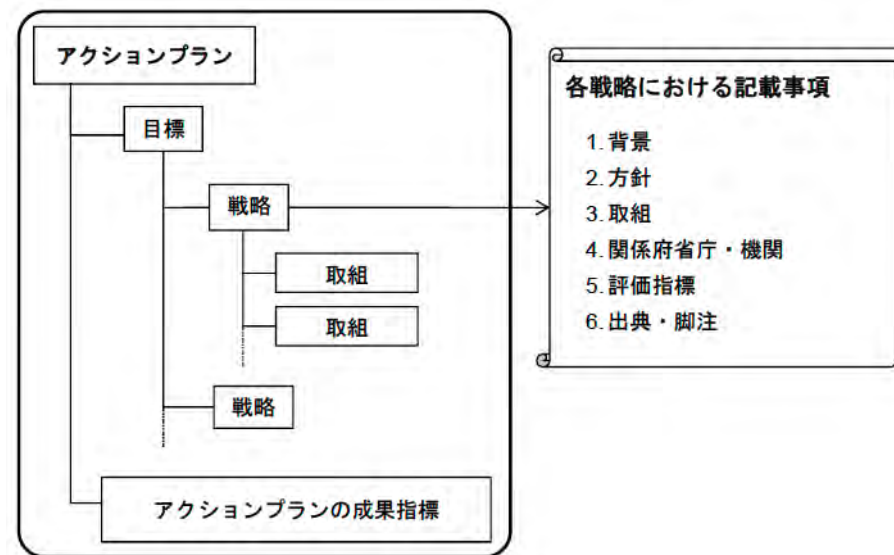 アクションプラン
目標
戦略
取組
取組
戦略
アクションプランの成果指標
各戦略における記載事項
1. 背景
2. 方針
3. 取組
4. 関係府省庁・機関
5. 評価指標
6. 出典・脚注